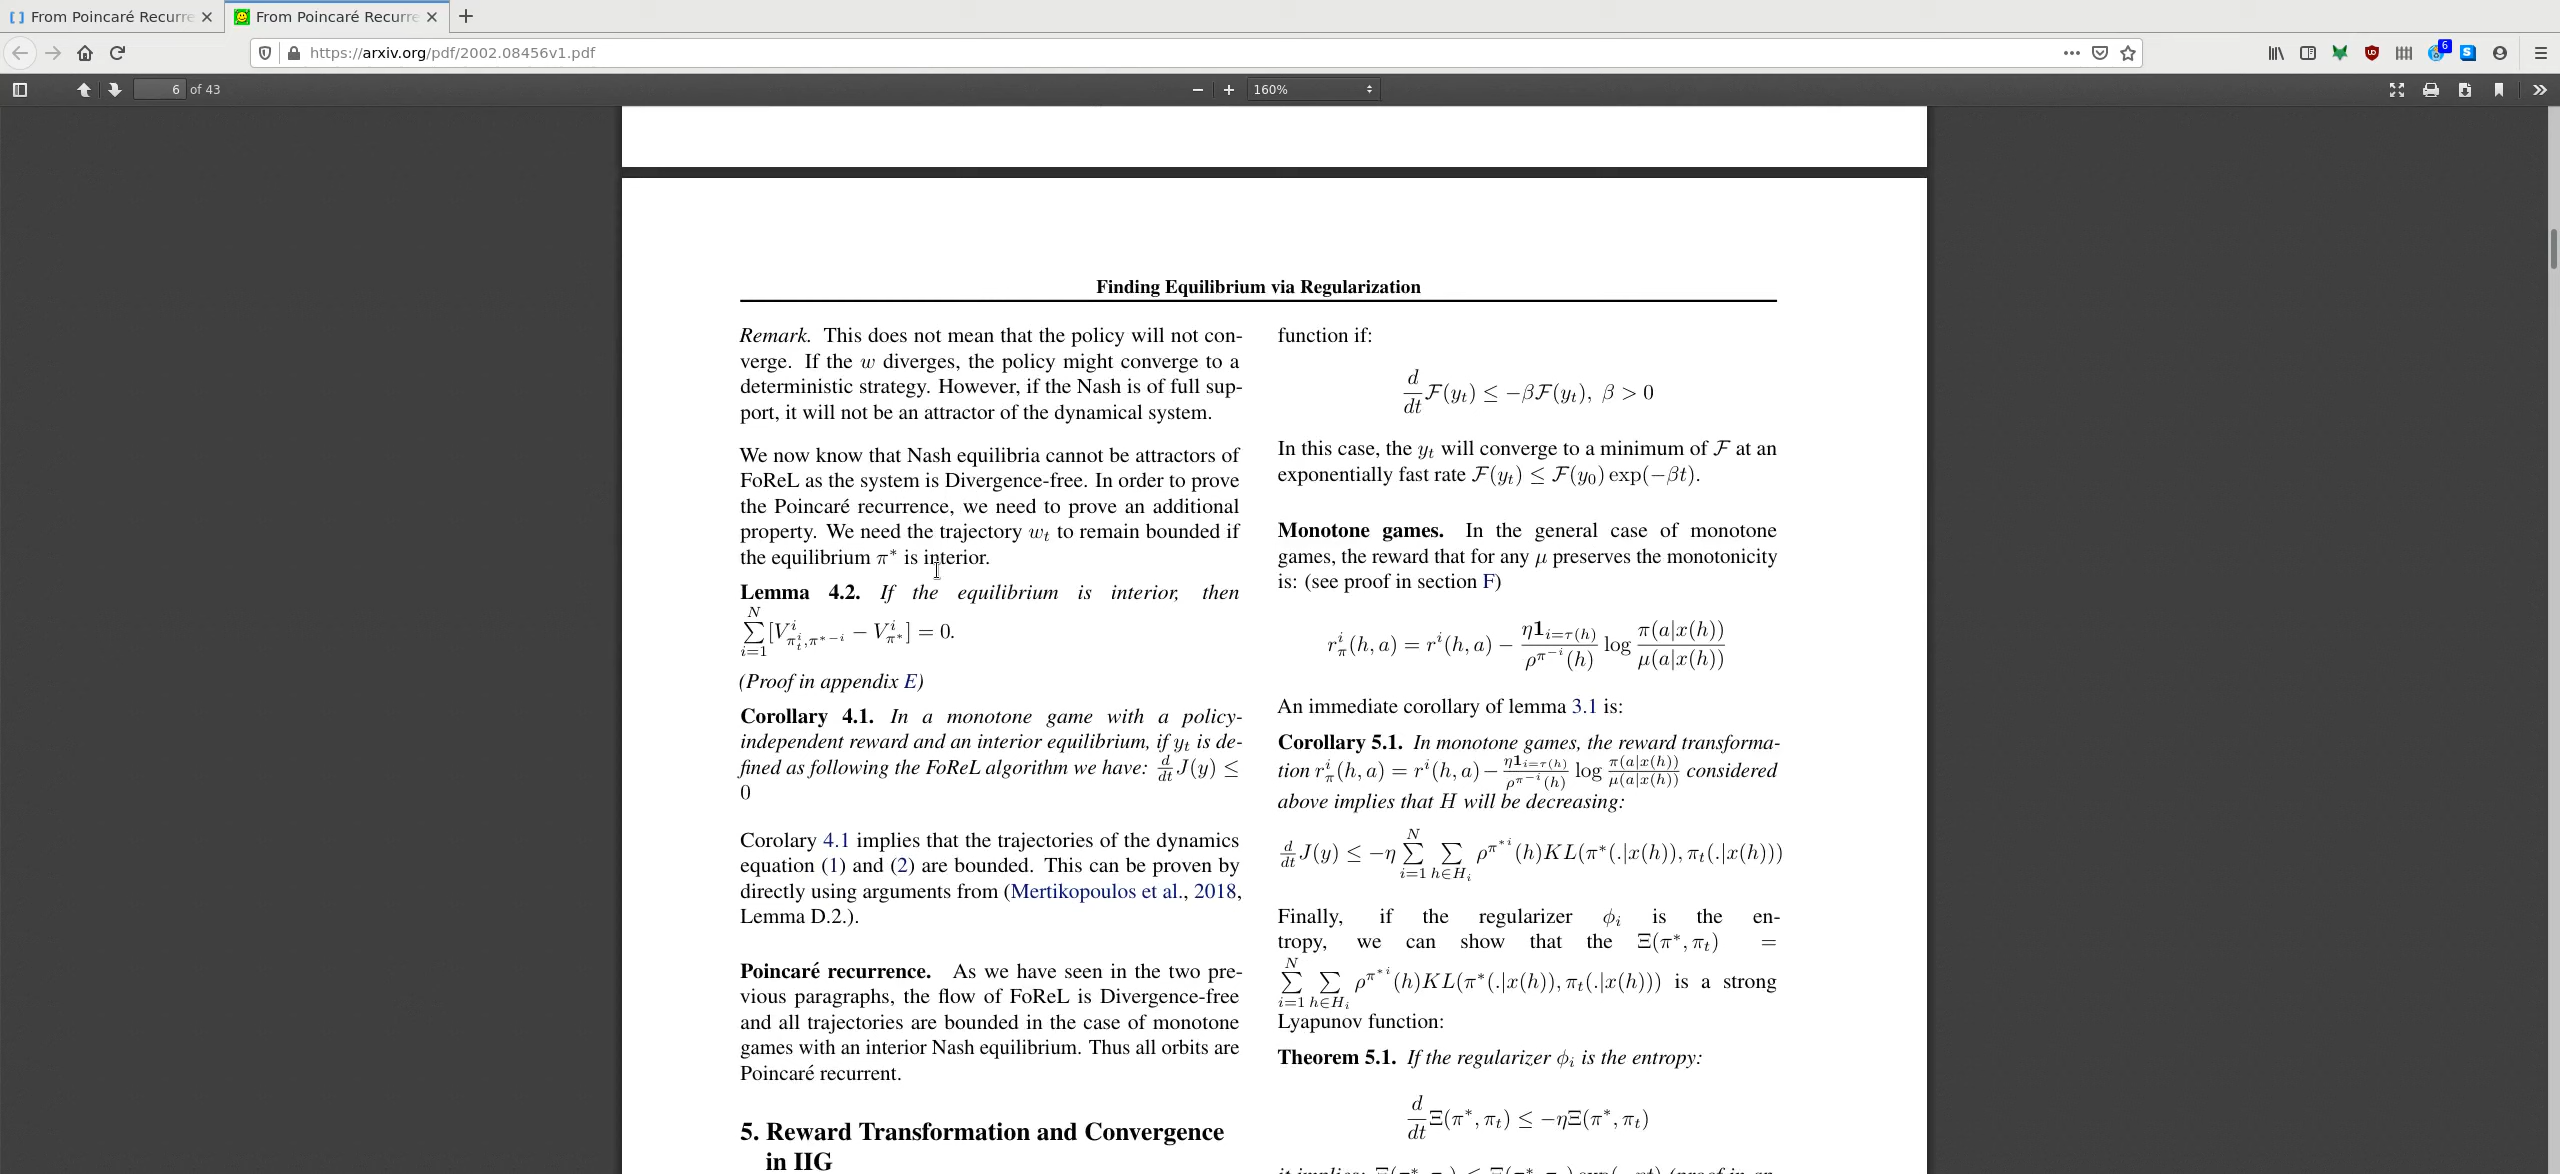 From Poincaré Recurre
From Poincaré Recurre
https://arxiv.org/pdf/2002.08456v1.pdf
6
6 of 43
160%
Finding Equilibrium via Regularization
Remark. This does not mean that the policy will not con-
verge. If the w diverges, the policy might converge to a
deterministic strategy. However, if the Nash is of full sup-
port, it will not be an attractor of the dynamical system.
We now know that Nash equilibria cannot be attractors of
FoReL as the system is Divergence-free. In order to prove
the Poincaré recurrence, we need to prove an additional
property. We need the trajectory w_t to remain bounded if
the equilibrium π* is interior.
Lemma 4.2. If the equilibrium is interior, then
∑_{i=1}^{N} [V^i_{π^i_t, π^{*-i}} − V^i_{π*}] = 0.
(Proof in appendix E)
Corollary 4.1. In a monotone game with a policy-
independent reward and an interior equilibrium, if y_t is de-
fined as following the FoReL algorithm we have: d/dt J(y) ≤
0
Corolary 4.1 implies that the trajectories of the dynamics
equation (1) and (2) are bounded. This can be proven by
directly using arguments from (Mertikopoulos et al., 2018,
Lemma D.2.).
Poincaré recurrence. As we have seen in the two pre-
vious paragraphs, the flow of FoReL is Divergence-free
and all trajectories are bounded in the case of monotone
games with an interior Nash equilibrium. Thus all orbits are
Poincaré recurrent.
5. Reward Transformation and Convergence
in IIG
function if:
d/dt F(y_t) ≤ −βF(y_t), β > 0
In this case, the y_t will converge to a minimum of F at an
exponentially fast rate F(y_t) ≤ F(y_0) exp(−βt).
Monotone games. In the general case of monotone
games, the reward that for any μ preserves the monotonicity
is: (see proof in section F)
r^i_π(h, a) = r^i(h, a) − η1_{i=τ(h)} / ρ^{π^{-i}}(h) log π(a|x(h)) / μ(a|x(h))
An immediate corollary of lemma 3.1 is:
Corollary 5.1. In monotone games, the reward transforma-
tion r^i_π(h, a) = r^i(h, a) − η1_{i=τ(h)} / ρ^{π^{-i}}(h) log π(a|x(h)) / μ(a|x(h)) considered
above implies that H will be decreasing:
d/dt J(y) ≤ −η ∑_{i=1}^{N} ∑_{h∈H_i} ρ^{π^{*i}}(h)KL(π*(.|x(h)), π_t(.|x(h)))
Finally, if the regularizer ϕ_i is the en-
tropy, we can show that the Ξ(π*, π_t) =
∑_{i=1}^{N} ∑_{h∈H_i} ρ^{π^{*i}}(h)KL(π*(.|x(h)), π_t(.|x(h))) is a strong
Lyapunov function:
Theorem 5.1. If the regularizer ϕ_i is the entropy:
d/dt Ξ(π*, π_t) ≤ −ηΞ(π*, π_t)